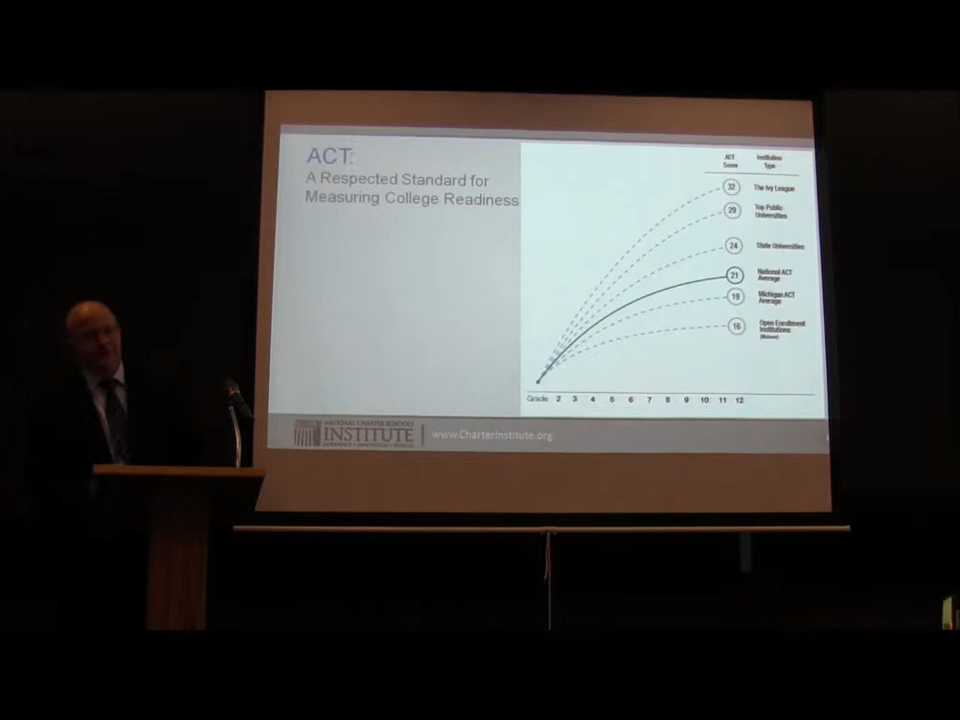 ACT:
A Respected Standard for
Measuring College Readiness
ACT Score
Institution Type
32 The Ivy League
29 Top Public Universities
24 State Universities
21 National ACT Average
19 Michigan ACT Average
16 Open Enrollment Institutions
Grade 2 3 4 5 6 7 8 9 10 11 12
NATIONAL CHARTER SCHOOLS
INSTITUTE
www.CharterInstitute.org